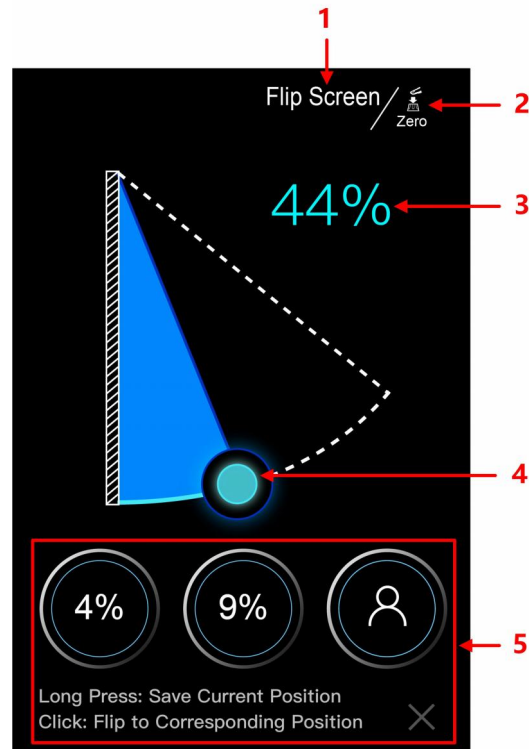 1
Flip Screen
Zero
2
44%
3
4
4%
9%
5
Long Press: Save Current Position
Click: Flip to Corresponding Position